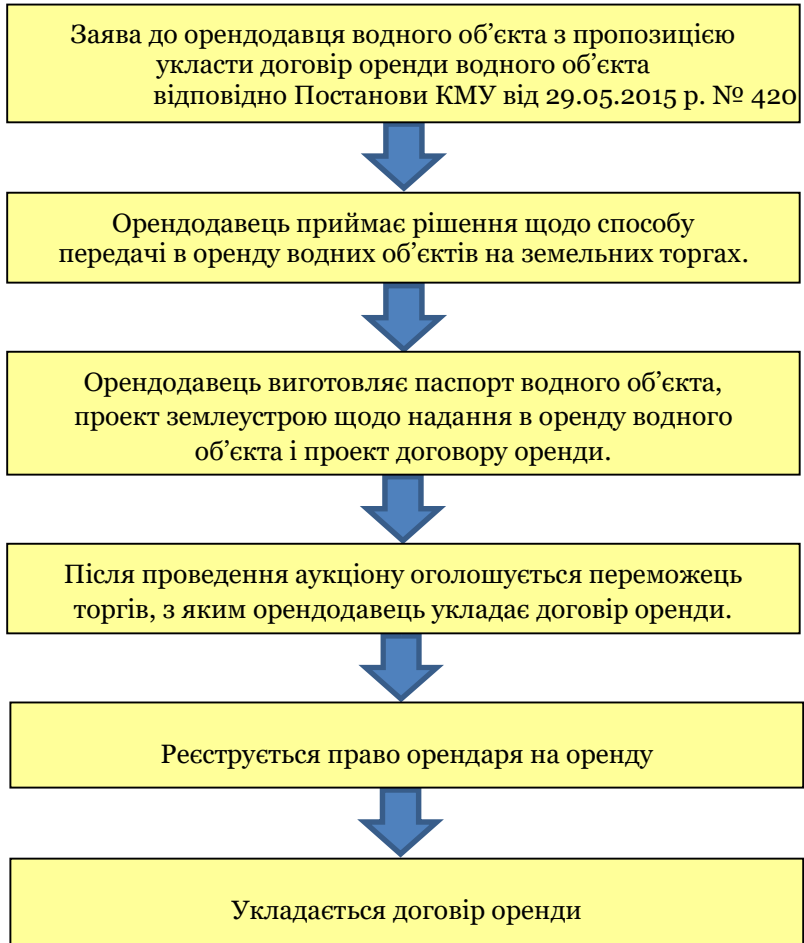 Заява до орендодавця водного об’єкта з пропозицією
укласти договір оренди водного об’єкта
відповідно Постанови КМУ від 29.05.2015 р. № 420
Орендодавець приймає рішення щодо способу
передачі в оренду водних об’єктів на земельних торгах.
Орендодавець виготовляє паспорт водного об’єкта,
проект землеустрою щодо надання в оренду водного
об’єкта і проект договору оренди.
Після проведення аукціону оголошується переможець
торгів, з яким орендодавець укладає договір оренди.
Реєструється право орендаря на оренду
Укладається договір оренди